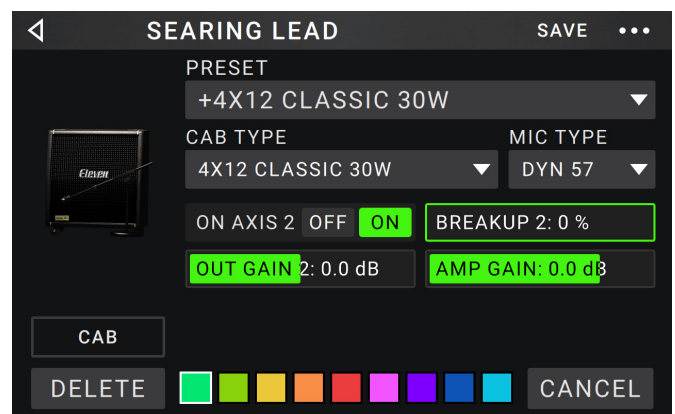 SEARING LEAD SAVE
PRESET
+4X12 CLASSIC 30W
CAB TYPE MIC TYPE
4X12 CLASSIC 30W DYN 57
Eleven
ON AXIS 2 OFF ON BREAKUP 2: 0 %
OUT GAIN 2: 0.0 dB AMP GAIN: 0.0 dB
CAB
DELETE CANCEL